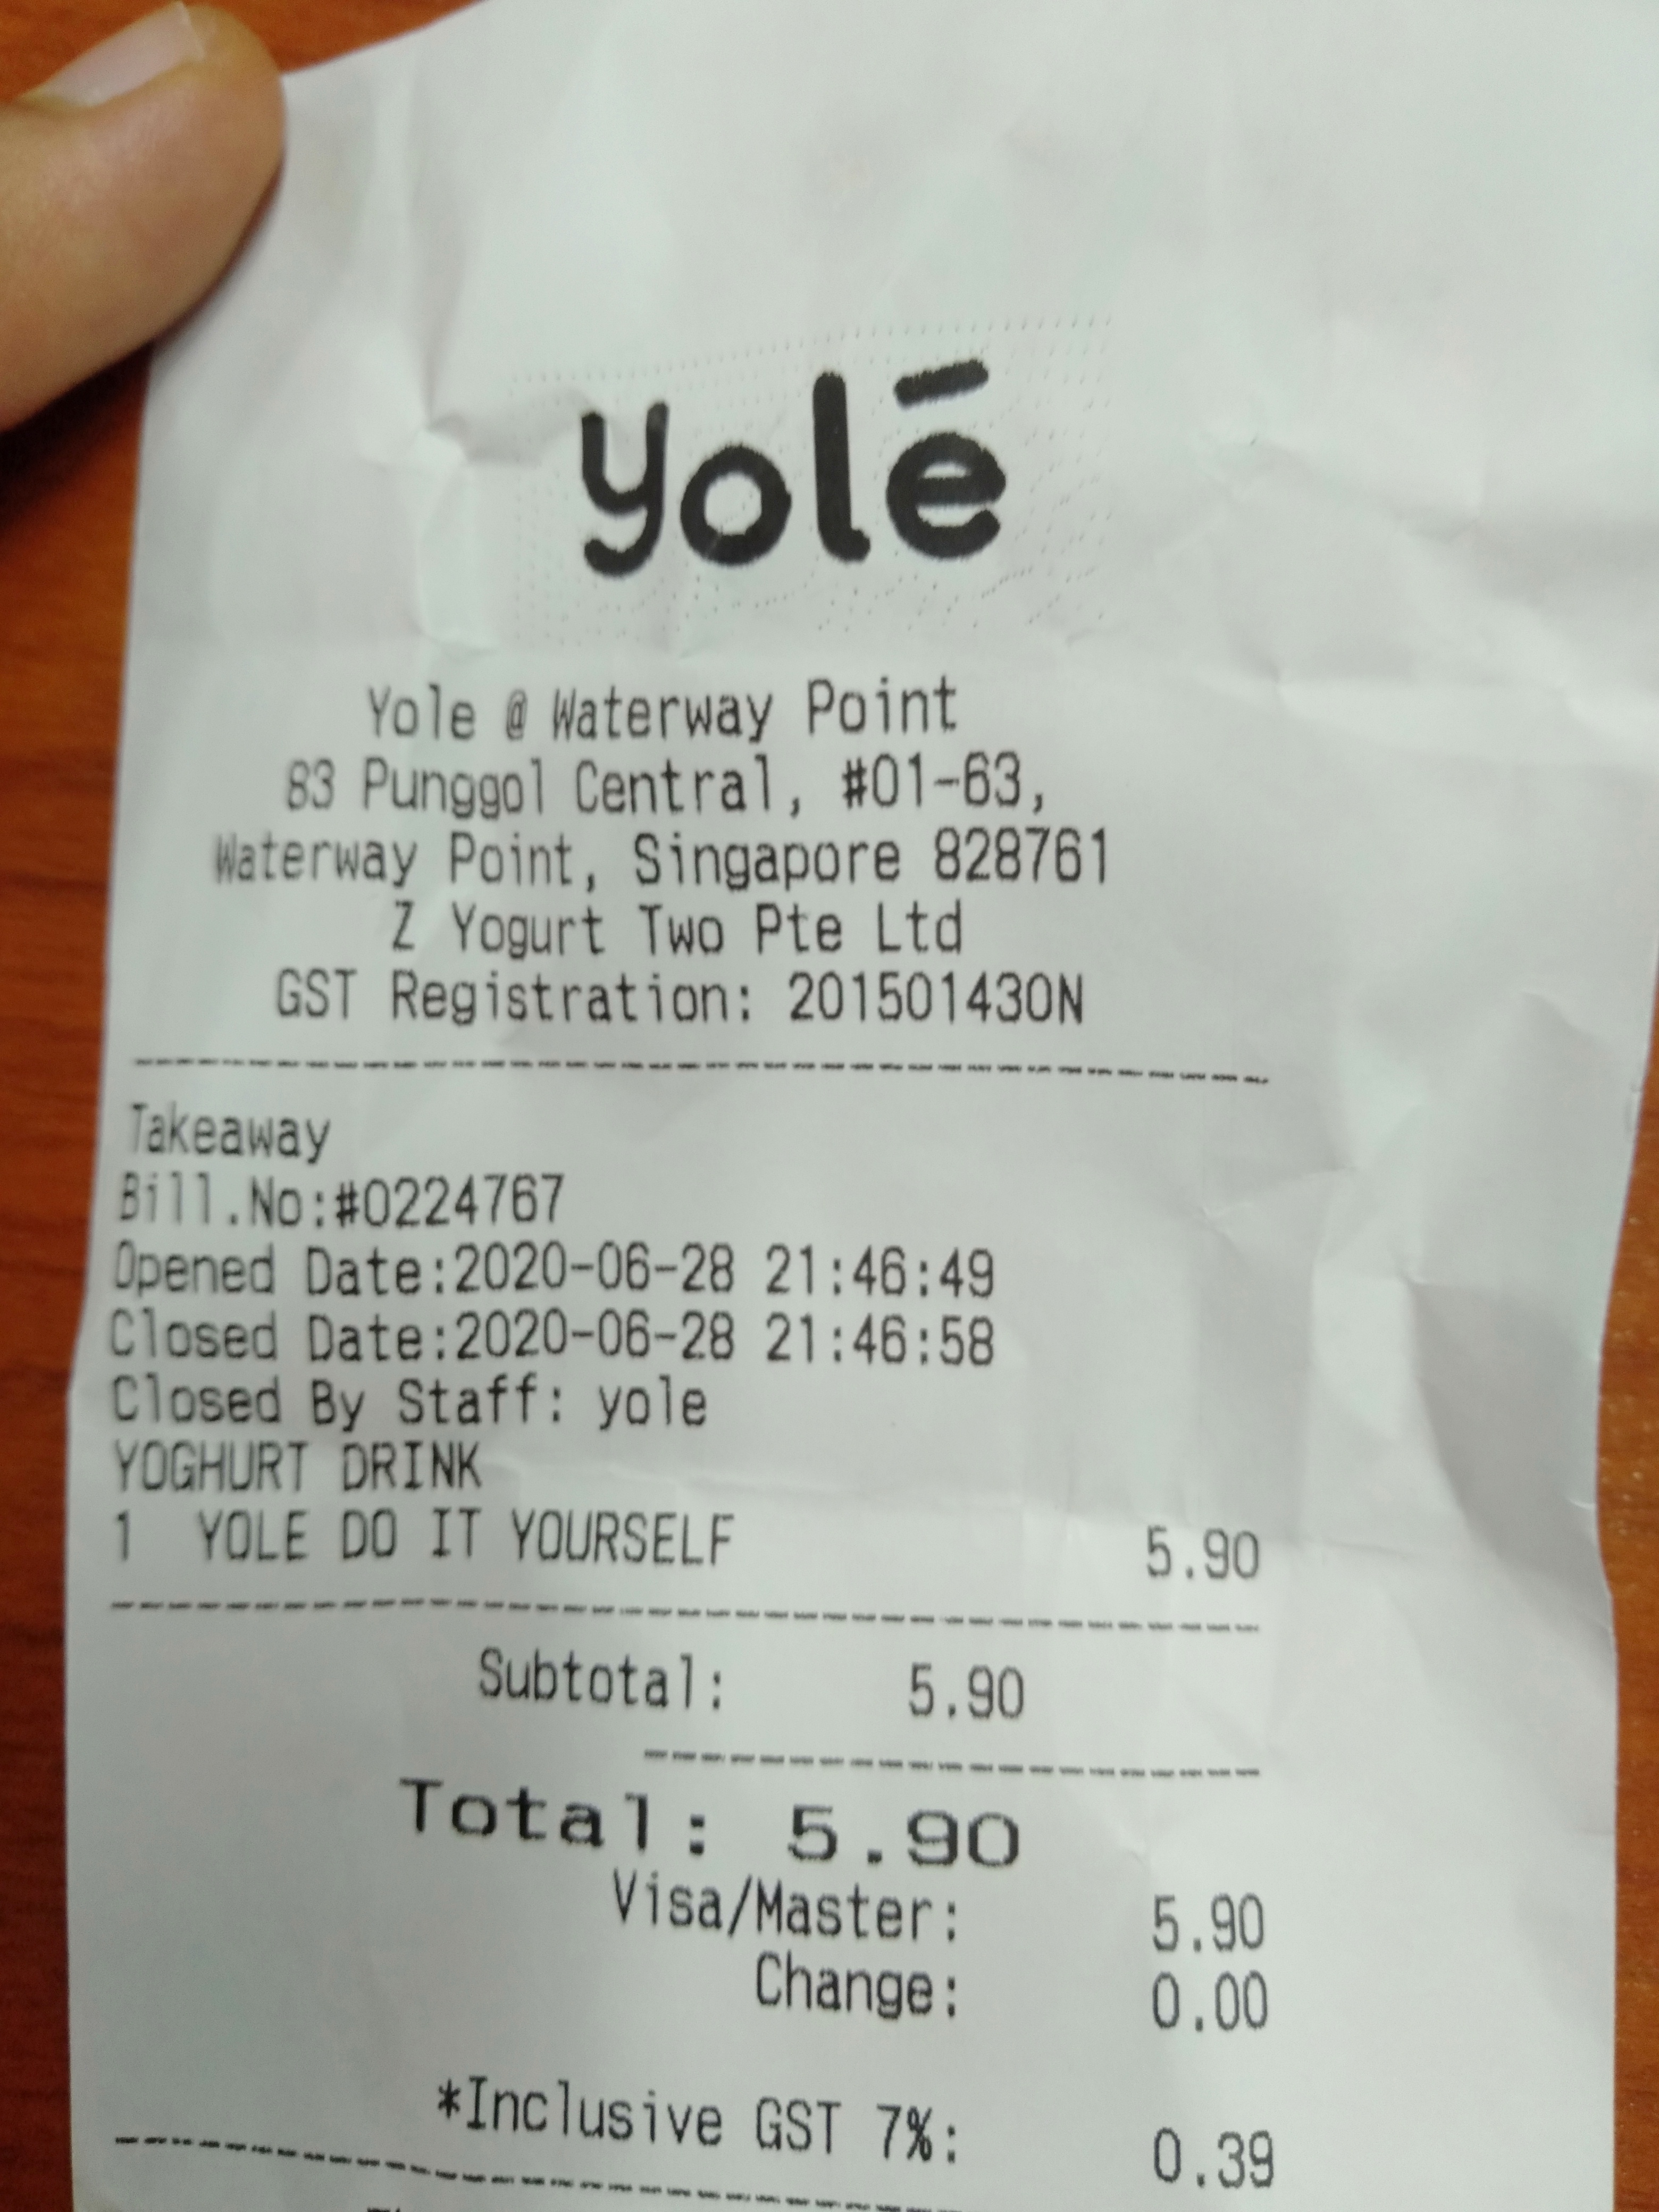 yolē
Yole @ Waterway Point
83 Punggol Central, #01-63,
Waterway Point, Singapore 828761
Z Yogurt Two Pte Ltd
GST Registration: 201501430N
Takeaway
Bill.No:#0224767
Opened Date:2020-06-28 21:46:49
Closed Date:2020-06-28 21:46:58
Closed By Staff: yole
YOGHURT DRINK
1 YOLE DO IT YOURSELF 5.90
Subtotal: 5.90
Total: 5.90
Visa/Master: 5.90
Change: 0.00
*Inclusive GST 7%: 0.39